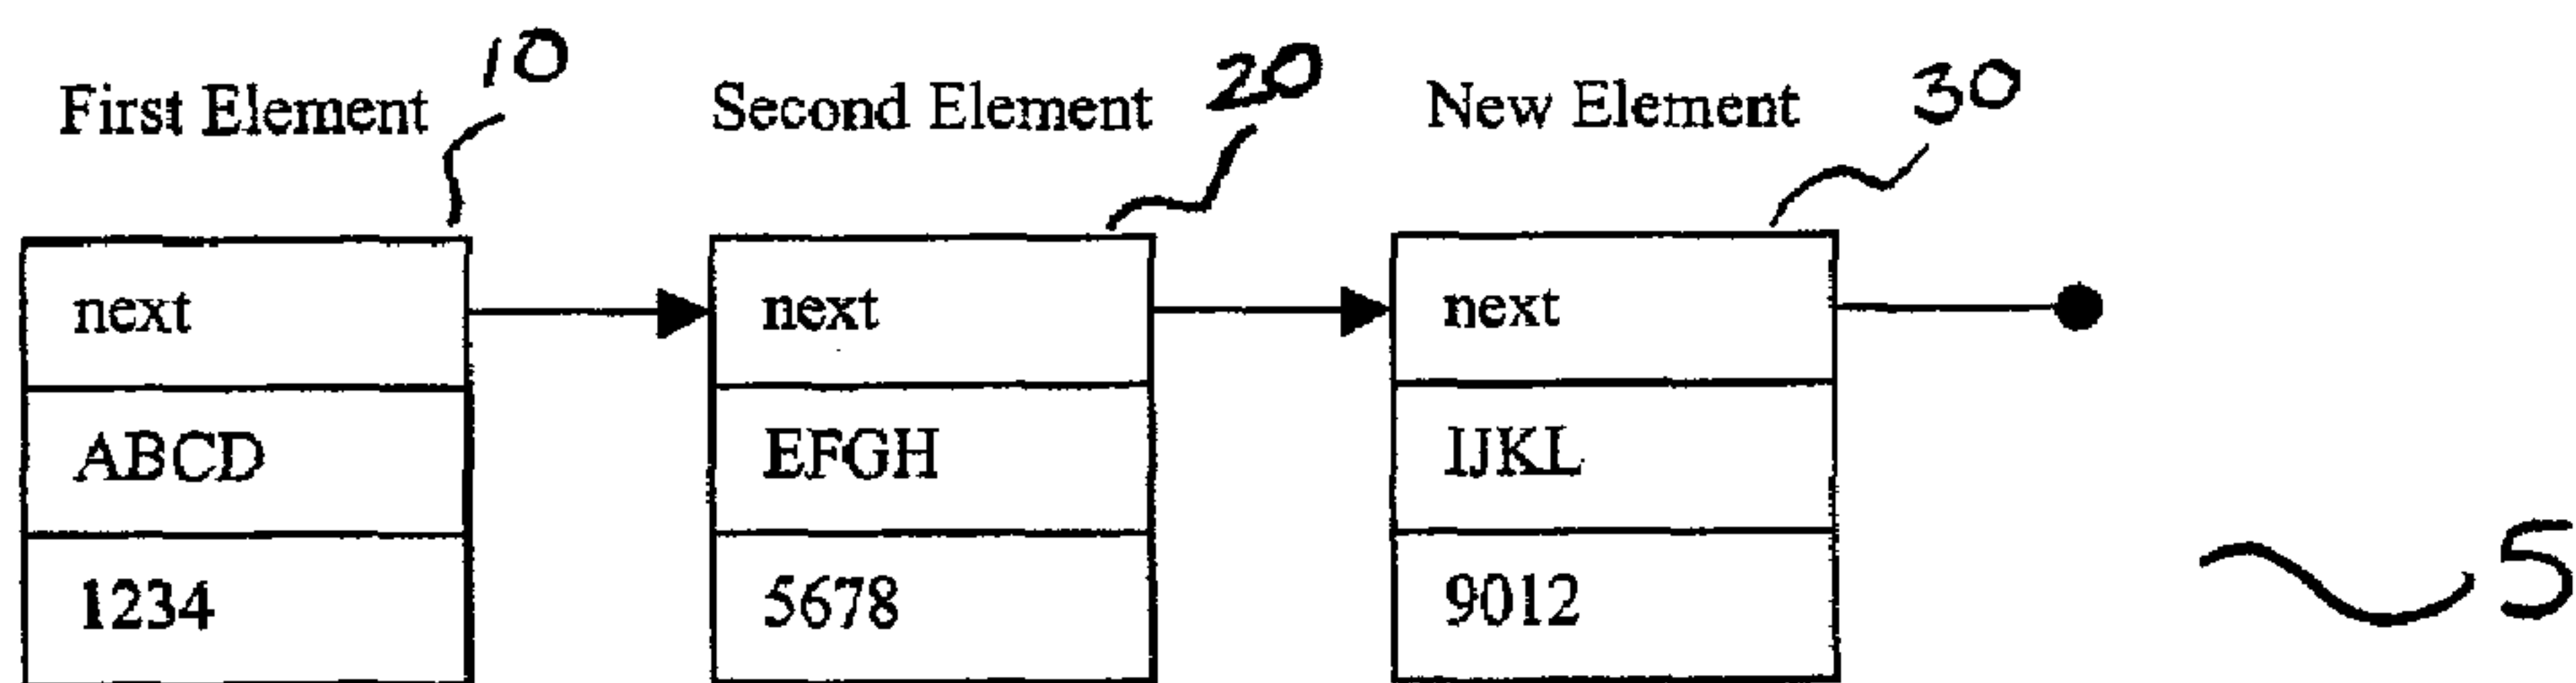 First Element 10 Second Element 20 New Element 30
next next next
ABCD EFGH IJKL
1234 5678 9012
5